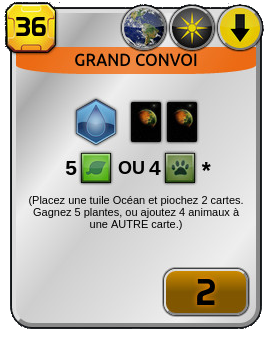 36
GRAND CONVOI
5 OU 4 *
(Placez une tuile Océan et piochez 2 cartes.
Gagnez 5 plantes, ou ajoutez 4 animaux à
une AUTRE carte.)
2